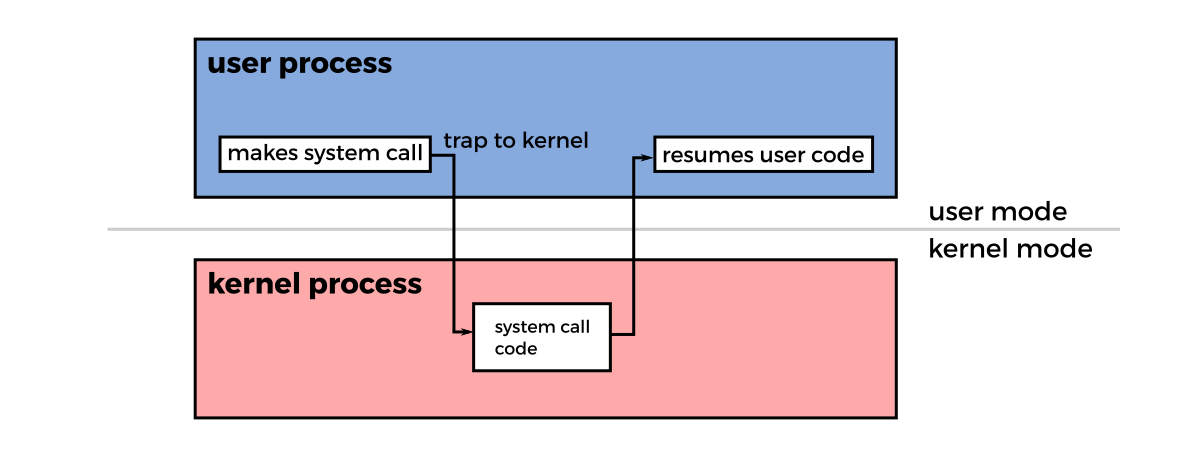 user process
makes system call
trap to kernel
resumes user code
user mode
kernel mode
kernel process
system call
code